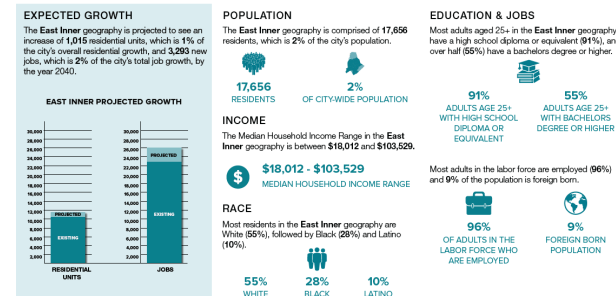 EXPECTED GROWTH
The East Inner geography is projected to see an
increase of 1,015 residential units, which is 1% of
the city's overall residential growth, and 3,293 new
jobs, which is 2% of the city's total job growth, by
the year 2040.
EAST INNER PROJECTED GROWTH
30,000
28,000
26,000
24,000
22,000
20,000
18,000
16,000
14,000
12,000
10,000
8,000
6,000
4,000
2,000
PROJECTED
EXISTING
RESIDENTIAL
UNITS
30,000
28,000
26,000
24,000
22,000
20,000
18,000
16,000
14,000
12,000
10,000
8,000
6,000
4,000
2,000
PROJECTED
EXISTING
JOBS
POPULATION
The East Inner geography is comprised of 17,656
residents, which is 2% of the city's population.
17,656
RESIDENTS
2%
OF CITY-WIDE POPULATION
INCOME
The Median Household Income Range in the East
Inner geography is between $18,012 and $103,529.
$
$18,012 - $103,529
MEDIAN HOUSEHOLD INCOME RANGE
RACE
Most residents in the East Inner geography are
White (55%), followed by Black (28%) and Latino
(10%).
55%
WHITE
28%
BLACK
10%
LATINO
EDUCATION & JOBS
Most adults aged 25+ in the East Inner geography
have a high school diploma or equivalent (91%), an
over half (55%) have a bachelors degree or higher.
91%
ADULTS AGE 25+
WITH HIGH SCHOOL
DIPLOMA OR
EQUIVALENT
55%
ADULTS AGE 25+
WITH BACHELORS
DEGREE OR HIGHER
Most adults in the labor force are employed (96%)
and 9% of the population is foreign born.
96%
OF ADULTS IN THE
LABOR FORCE WHO
ARE EMPLOYED
9%
FOREIGN BORN
POPULATION